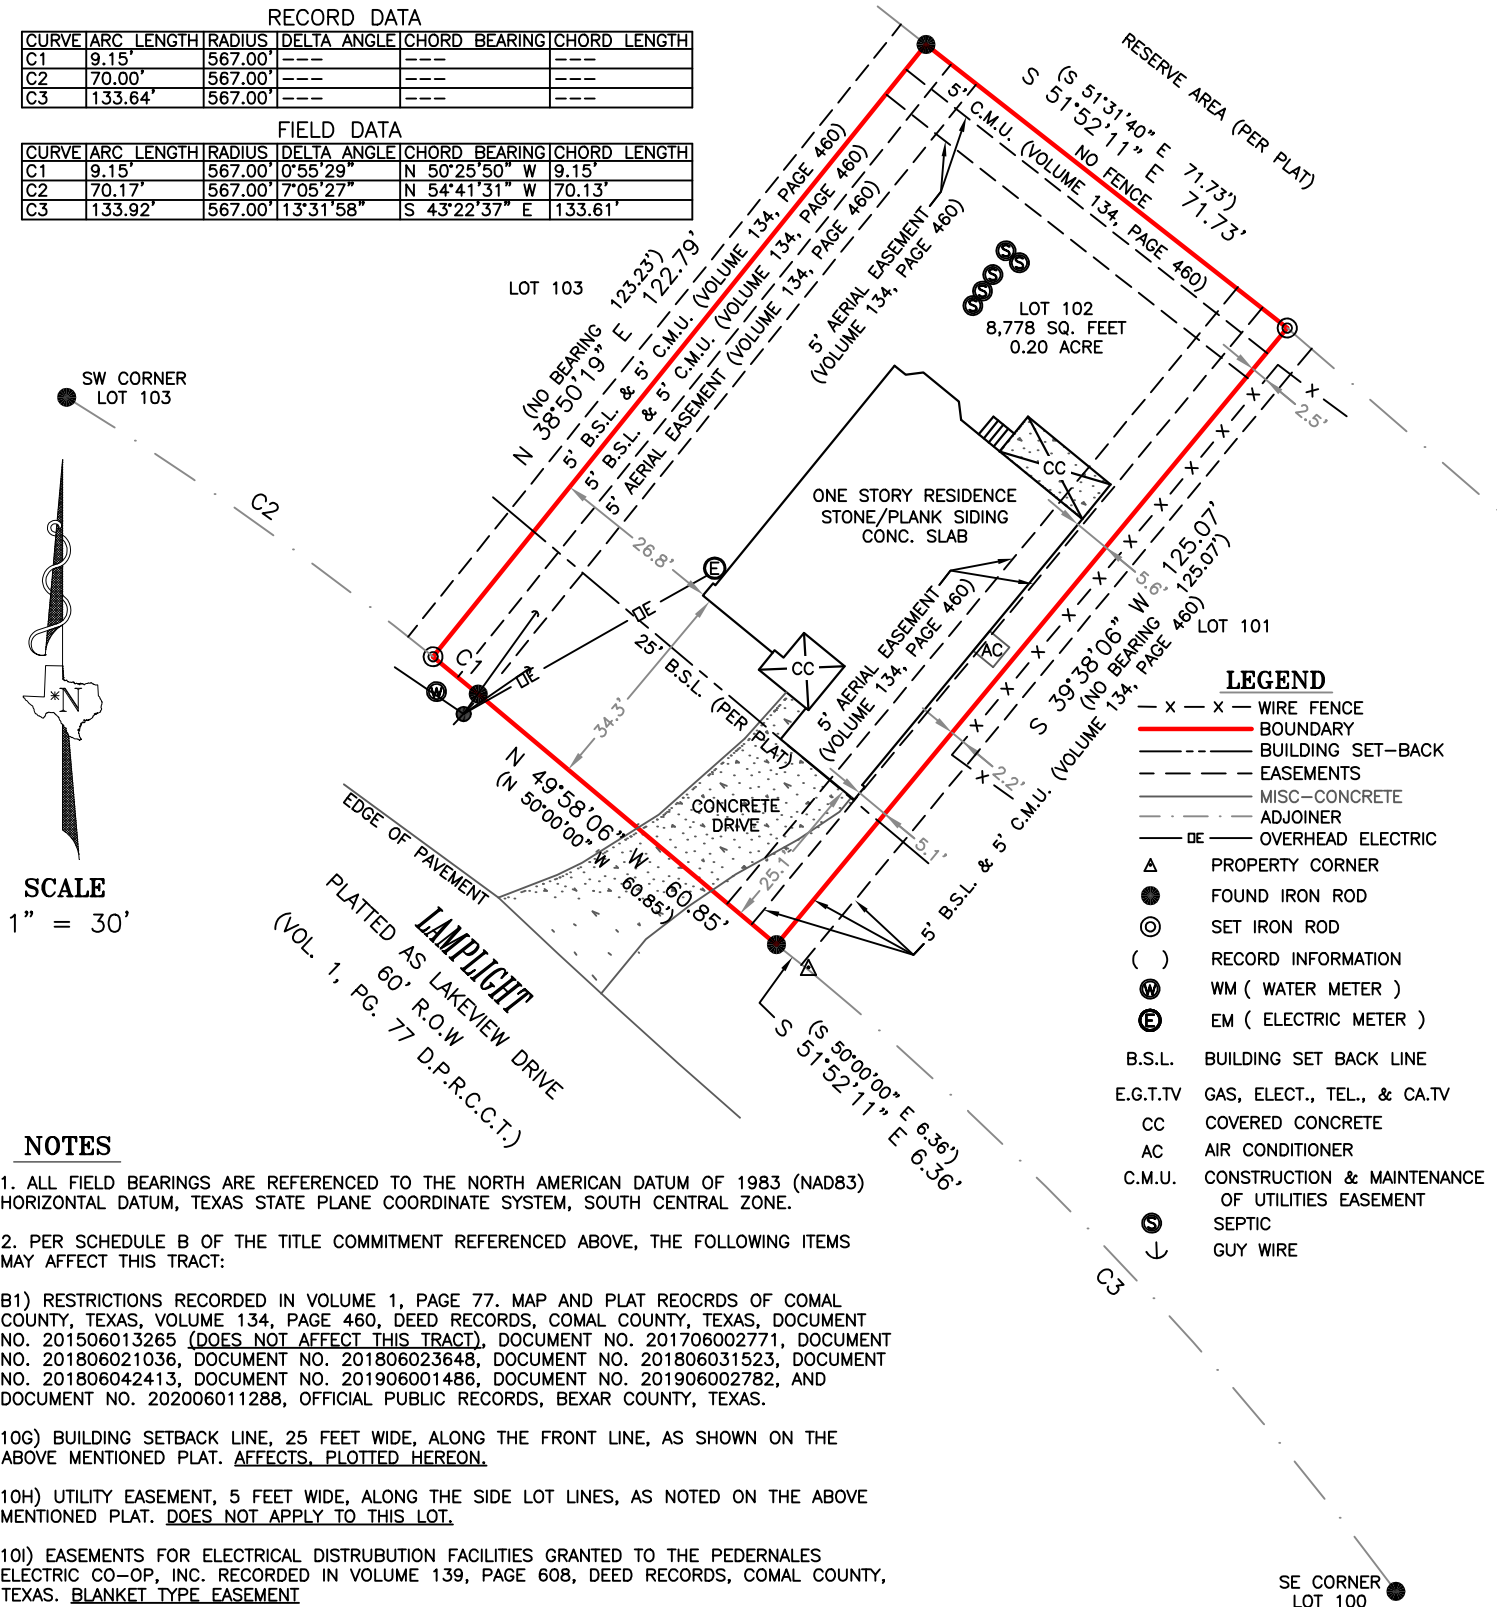 RECORD DATA
CURVE ARC LENGTH RADIUS DELTA ANGLE CHORD BEARING CHORD LENGTH
C1 9.15' 567.00' --- --- ---
C2 70.00' 567.00' --- --- ---
C3 133.64' 567.00' --- --- ---
FIELD DATA
CURVE ARC LENGTH RADIUS DELTA ANGLE CHORD BEARING CHORD LENGTH
C1 9.15' 567.00' 0°55'29" N 50°25'50" W 9.15'
C2 70.17' 567.00' 7°05'27" N 54°41'31" W 70.13'
C3 133.92' 567.00' 13°31'58" S 43°22'37" E 133.61'
RESERVE AREA (PER PLAT)
(S 51°31'40" E 71.73')
S 51°52'11" E 71.73'
NO FENCE
5' C.M.U. (VOLUME 134, PAGE 460)
LOT 103
(NO BEARING 123.23')
N 38°50'19" E 122.79'
5' B.S.L. & 5' C.M.U. (VOLUME 134, PAGE 460)
5' B.S.L. & 5' C.M.U. (VOLUME 134, PAGE 460)
5' AERIAL EASEMENT (VOLUME 134, PAGE 460)
5' AERIAL EASEMENT
(VOLUME 134, PAGE 460)
S
S
S
S
S
LOT 102
8,778 SQ. FEET
0.20 ACRE
SW CORNER
LOT 103
C2
2.5'
CC
ONE STORY RESIDENCE
STONE/PLANK SIDING
CONC. SLAB
26.8'
E
OE
OE
5.6'
S 39°38'06" W 125.07'
(NO BEARING 125.07')
5' B.S.L. & 5' C.M.U. (VOLUME 134, PAGE 460)
LOT 101
5' AERIAL EASEMENT
(VOLUME 134, PAGE 460)
5' AERIAL EASEMENT
(VOLUME 134, PAGE 460)
AC
CC
C1
W
25' B.S.L. (PER PLAT)
34.3'
N 49°58'06" W 60.85'
(N 50°00'00" W 60.85')
CONCRETE
DRIVE
25.1'
5.1'
2.2'
N
SCALE
1" = 30'
EDGE OF PAVEMENT
LAMPLIGHT
PLATTED AS LAKEVIEW DRIVE
60' R.O.W
(VOL. 1, PG. 77 D.P.R.C.C.T.)
(S 50°00'00" E 6.36')
S 51°52'11" E 6.36'
C3
SE CORNER
LOT 100
LEGEND
X X WIRE FENCE
BOUNDARY
BUILDING SET-BACK
EASEMENTS
MISC-CONCRETE
ADJOINER
OE OVERHEAD ELECTRIC
PROPERTY CORNER
FOUND IRON ROD
SET IRON ROD
( ) RECORD INFORMATION
W WM ( WATER METER )
E EM ( ELECTRIC METER )
B.S.L. BUILDING SET BACK LINE
E.G.T.TV GAS, ELECT., TEL., & CA.TV
CC COVERED CONCRETE
AC AIR CONDITIONER
C.M.U. CONSTRUCTION & MAINTENANCE
OF UTILITIES EASEMENT
S SEPTIC
GUY WIRE
NOTES
1. ALL FIELD BEARINGS ARE REFERENCED TO THE NORTH AMERICAN DATUM OF 1983 (NAD83)
HORIZONTAL DATUM, TEXAS STATE PLANE COORDINATE SYSTEM, SOUTH CENTRAL ZONE.
2. PER SCHEDULE B OF THE TITLE COMMITMENT REFERENCED ABOVE, THE FOLLOWING ITEMS
MAY AFFECT THIS TRACT:
B1) RESTRICTIONS RECORDED IN VOLUME 1, PAGE 77. MAP AND PLAT REOCRDS OF COMAL
COUNTY, TEXAS, VOLUME 134, PAGE 460, DEED RECORDS, COMAL COUNTY, TEXAS, DOCUMENT
NO. 201506013265 (DOES NOT AFFECT THIS TRACT), DOCUMENT NO. 201706002771, DOCUMENT
NO. 201806021036, DOCUMENT NO. 201806023648, DOCUMENT NO. 201806031523, DOCUMENT
NO. 201806042413, DOCUMENT NO. 201906001486, DOCUMENT NO. 201906002782, AND
DOCUMENT NO. 202006011288, OFFICIAL PUBLIC RECORDS, BEXAR COUNTY, TEXAS.
10G) BUILDING SETBACK LINE, 25 FEET WIDE, ALONG THE FRONT LINE, AS SHOWN ON THE
ABOVE MENTIONED PLAT. AFFECTS, PLOTTED HEREON.
10H) UTILITY EASEMENT, 5 FEET WIDE, ALONG THE SIDE LOT LINES, AS NOTED ON THE ABOVE
MENTIONED PLAT. DOES NOT APPLY TO THIS LOT.
10I) EASEMENTS FOR ELECTRICAL DISTRUBUTION FACILITIES GRANTED TO THE PEDERNALES
ELECTRIC CO-OP, INC. RECORDED IN VOLUME 139, PAGE 608, DEED RECORDS, COMAL COUNTY,
TEXAS. BLANKET TYPE EASEMENT